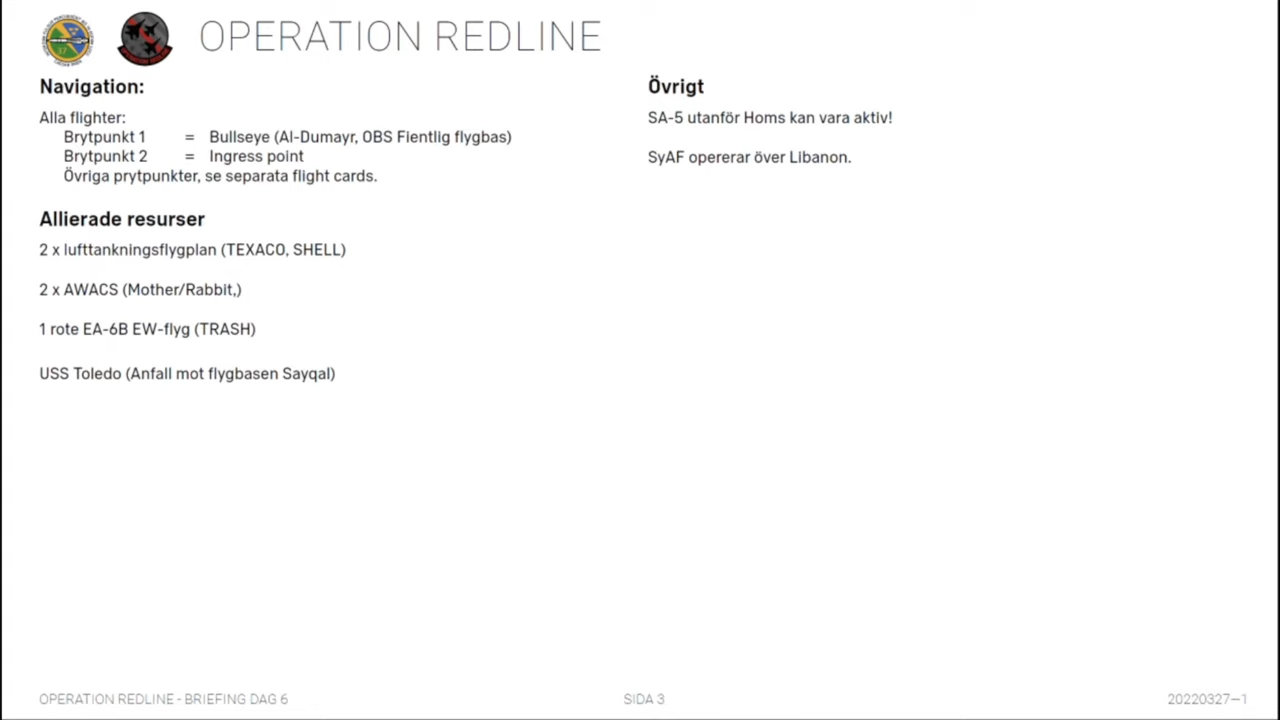 OPERATION REDLINE
Navigation:
Alla flighter:
Brytpunkt 1 = Bullseye (Al-Dumayr, OBS Fientlig flygbas)
Brytpunkt 2 = Ingress point
Övriga prytpunkter, se separata flight cards.
Allierade resurser
2 x lufttankningsflygplan (TEXACO, SHELL)
2 x AWACS (Mother/Rabbit,)
1 rote EA-6B EW-flyg (TRASH)
USS Toledo (Anfall mot flygbasen Sayqal)
Övrigt
SA-5 utanför Homs kan vara aktiv!
SyAF opererar över Libanon.
OPERATION REDLINE - BRIEFING DAG 6
SIDA 3
20220327—1